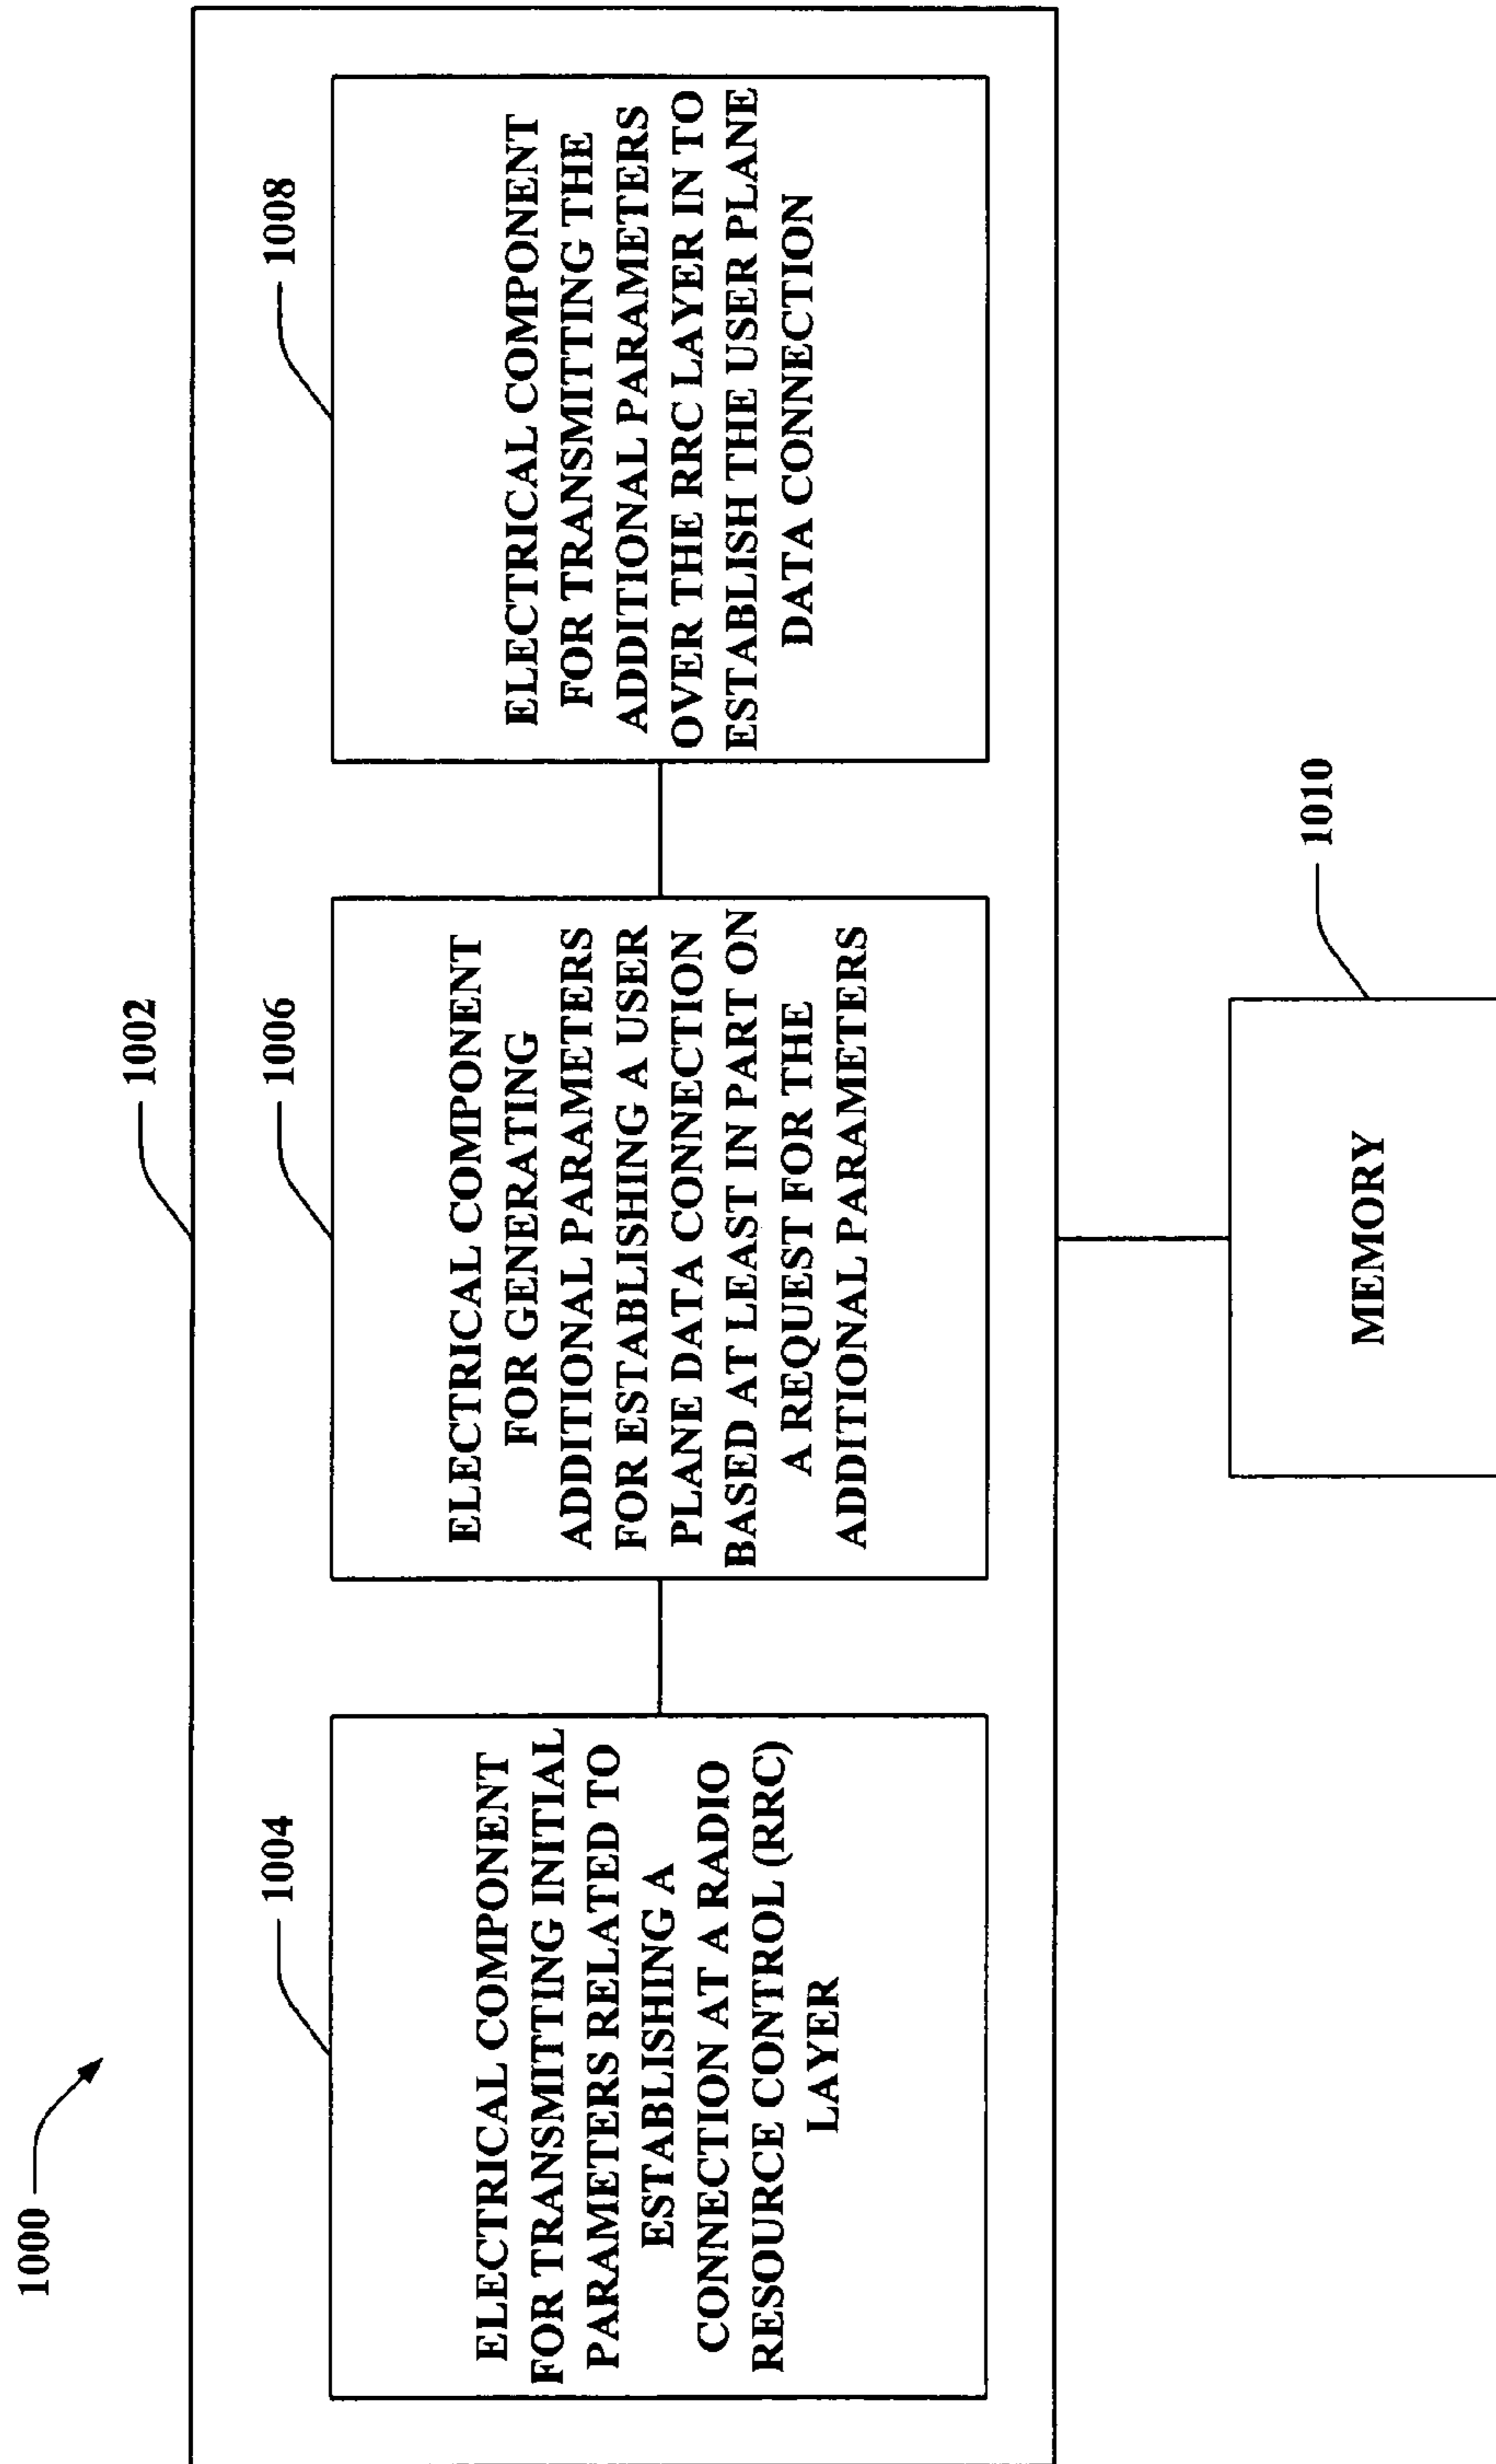 1000
1002
1004
ELECTRICAL COMPONENT
FOR TRANSMITTING INITIAL
PARAMETERS RELATED TO
ESTABLISHING A
CONNECTION AT A RADIO
RESOURCE CONTROL (RRC)
LAYER
1006
ELECTRICAL COMPONENT
FOR GENERATING
ADDITIONAL PARAMETERS
FOR ESTABLISHING A USER
PLANE DATA CONNECTION
BASED AT LEAST IN PART ON
A REQUEST FOR THE
ADDITIONAL PARAMETERS
1008
ELECTRICAL COMPONENT
FOR TRANSMITTING THE
ADDITIONAL PARAMETERS
OVER THE RRC LAYER IN TO
ESTABLISH THE USER PLANE
DATA CONNECTION
1010
MEMORY